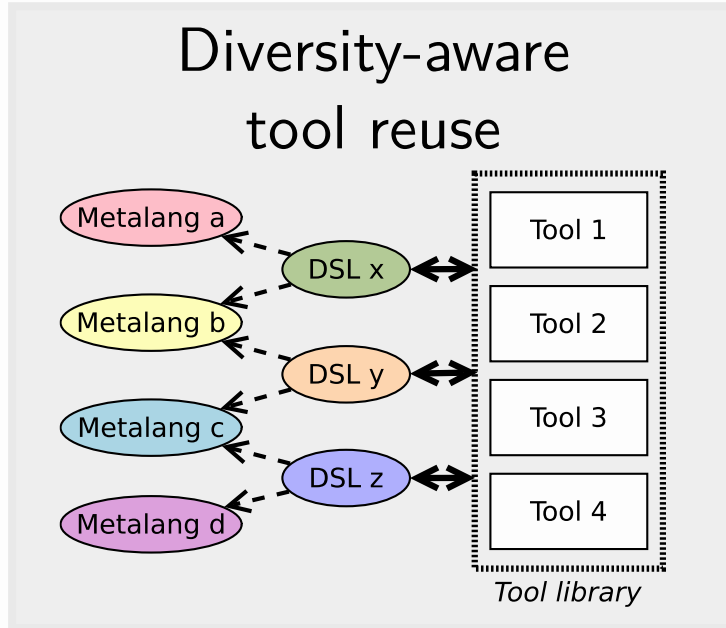 Diversity-aware
tool reuse
Metalang a
Metalang b
Metalang c
Metalang d
DSL x
DSL y
DSL z
Tool 1
Tool 2
Tool 3
Tool 4
Tool library